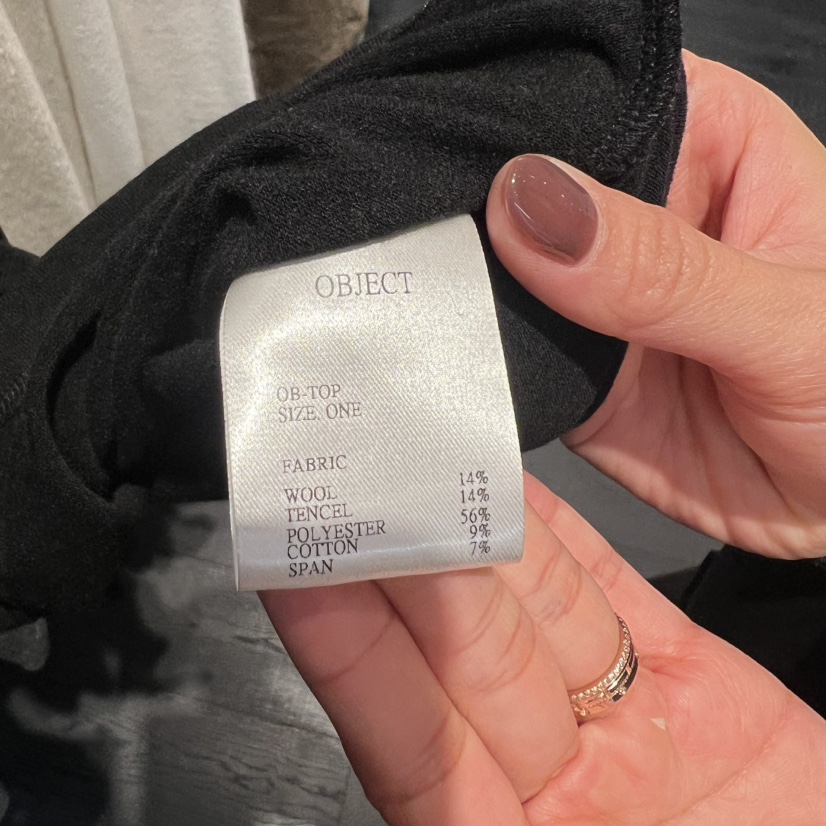 OBJECT
OB-TOP
SIZE. ONE
FABRIC
WOOL 14%
TENCEL 14%
POLYESTER 56%
COTTON 9%
SPAN 7%